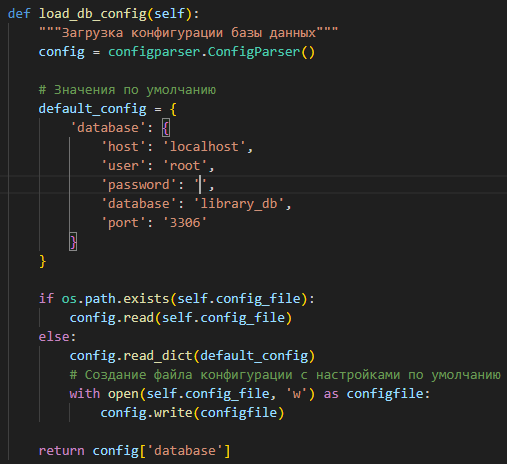 def load_db_config(self):
    """Загрузка конфигурации базы данных"""
    config = configparser.ConfigParser()

    # Значения по умолчанию
    default_config = {
        'database': {
            'host': 'localhost',
            'user': 'root',
            'password': '',
            'database': 'library_db',
            'port': '3306'
        }
    }

    if os.path.exists(self.config_file):
        config.read(self.config_file)
    else:
        config.read_dict(default_config)
        # Создание файла конфигурации с настройками по умолчанию
        with open(self.config_file, 'w') as configfile:
            config.write(configfile)

    return config['database']